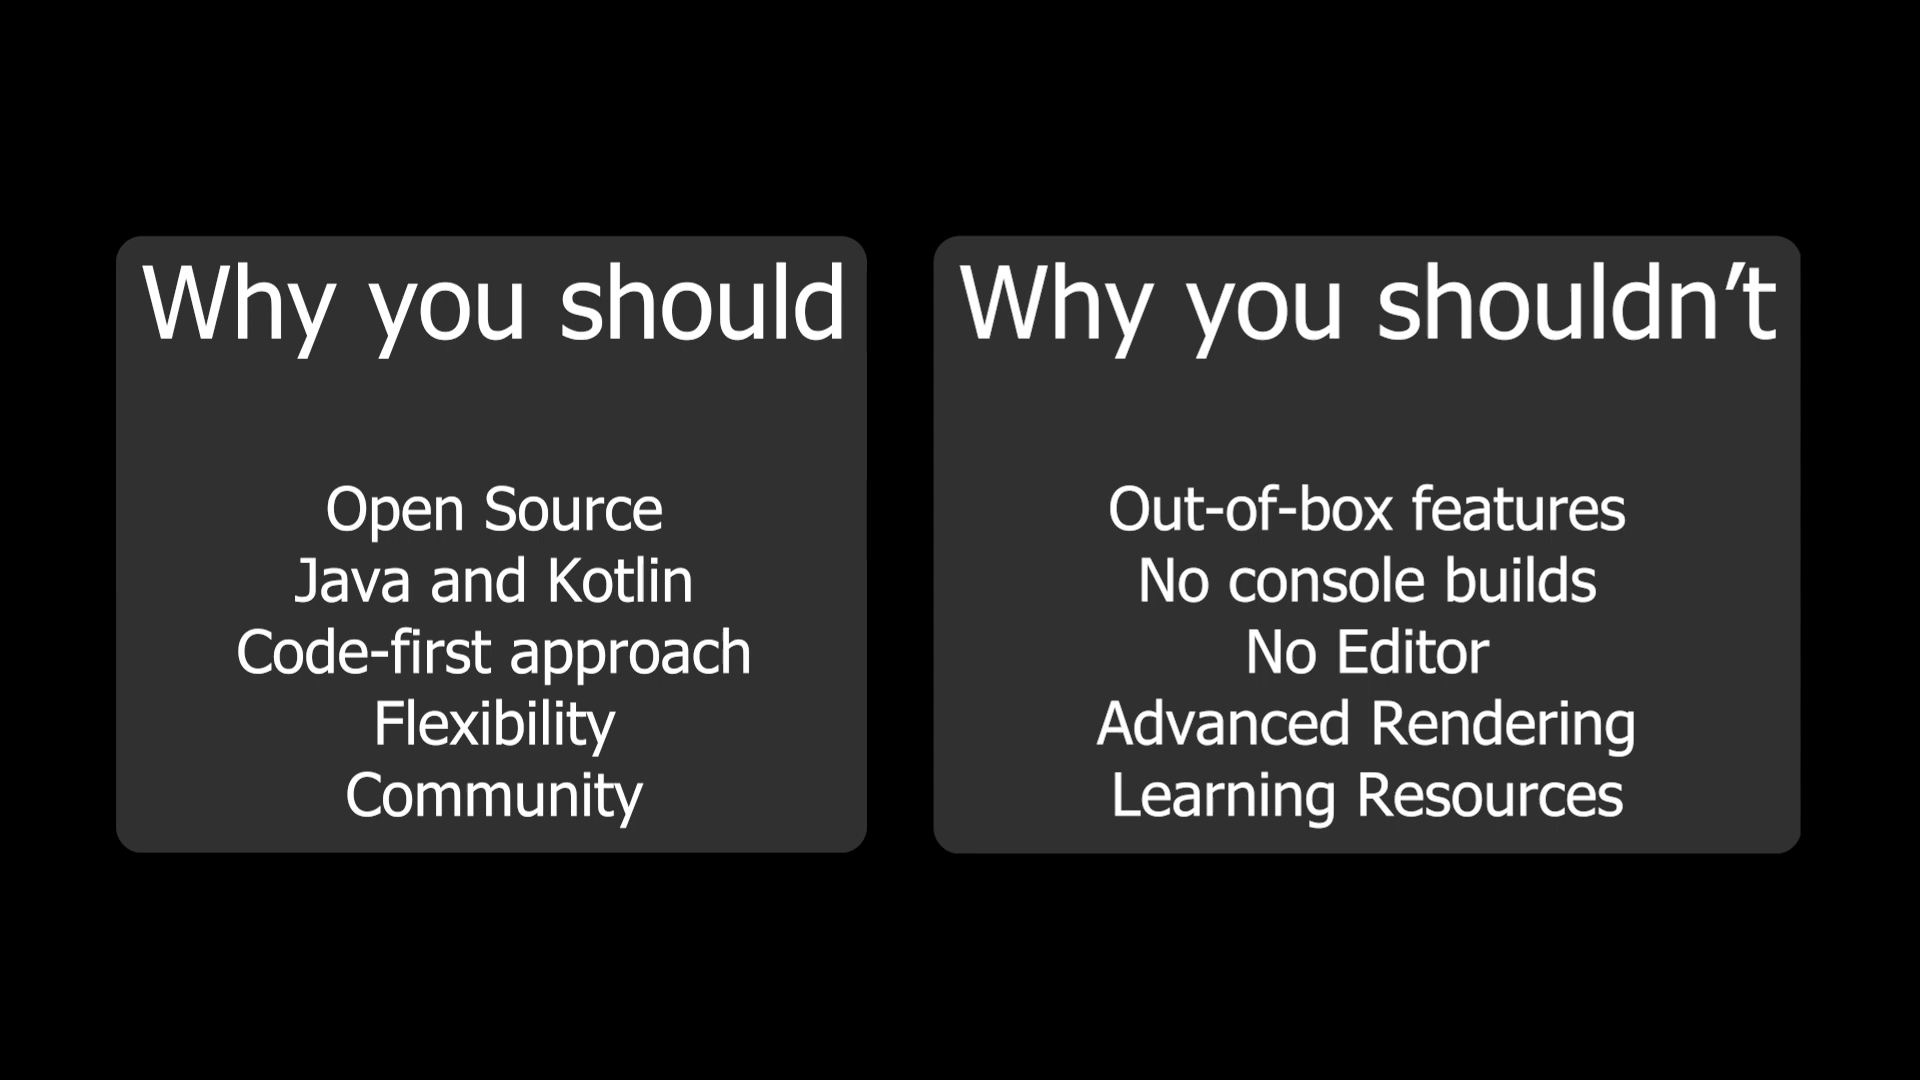 Why you should
Open Source
Java and Kotlin
Code-first approach
Flexibility
Community
Why you shouldn’t
Out-of-box features
No console builds
No Editor
Advanced Rendering
Learning Resources